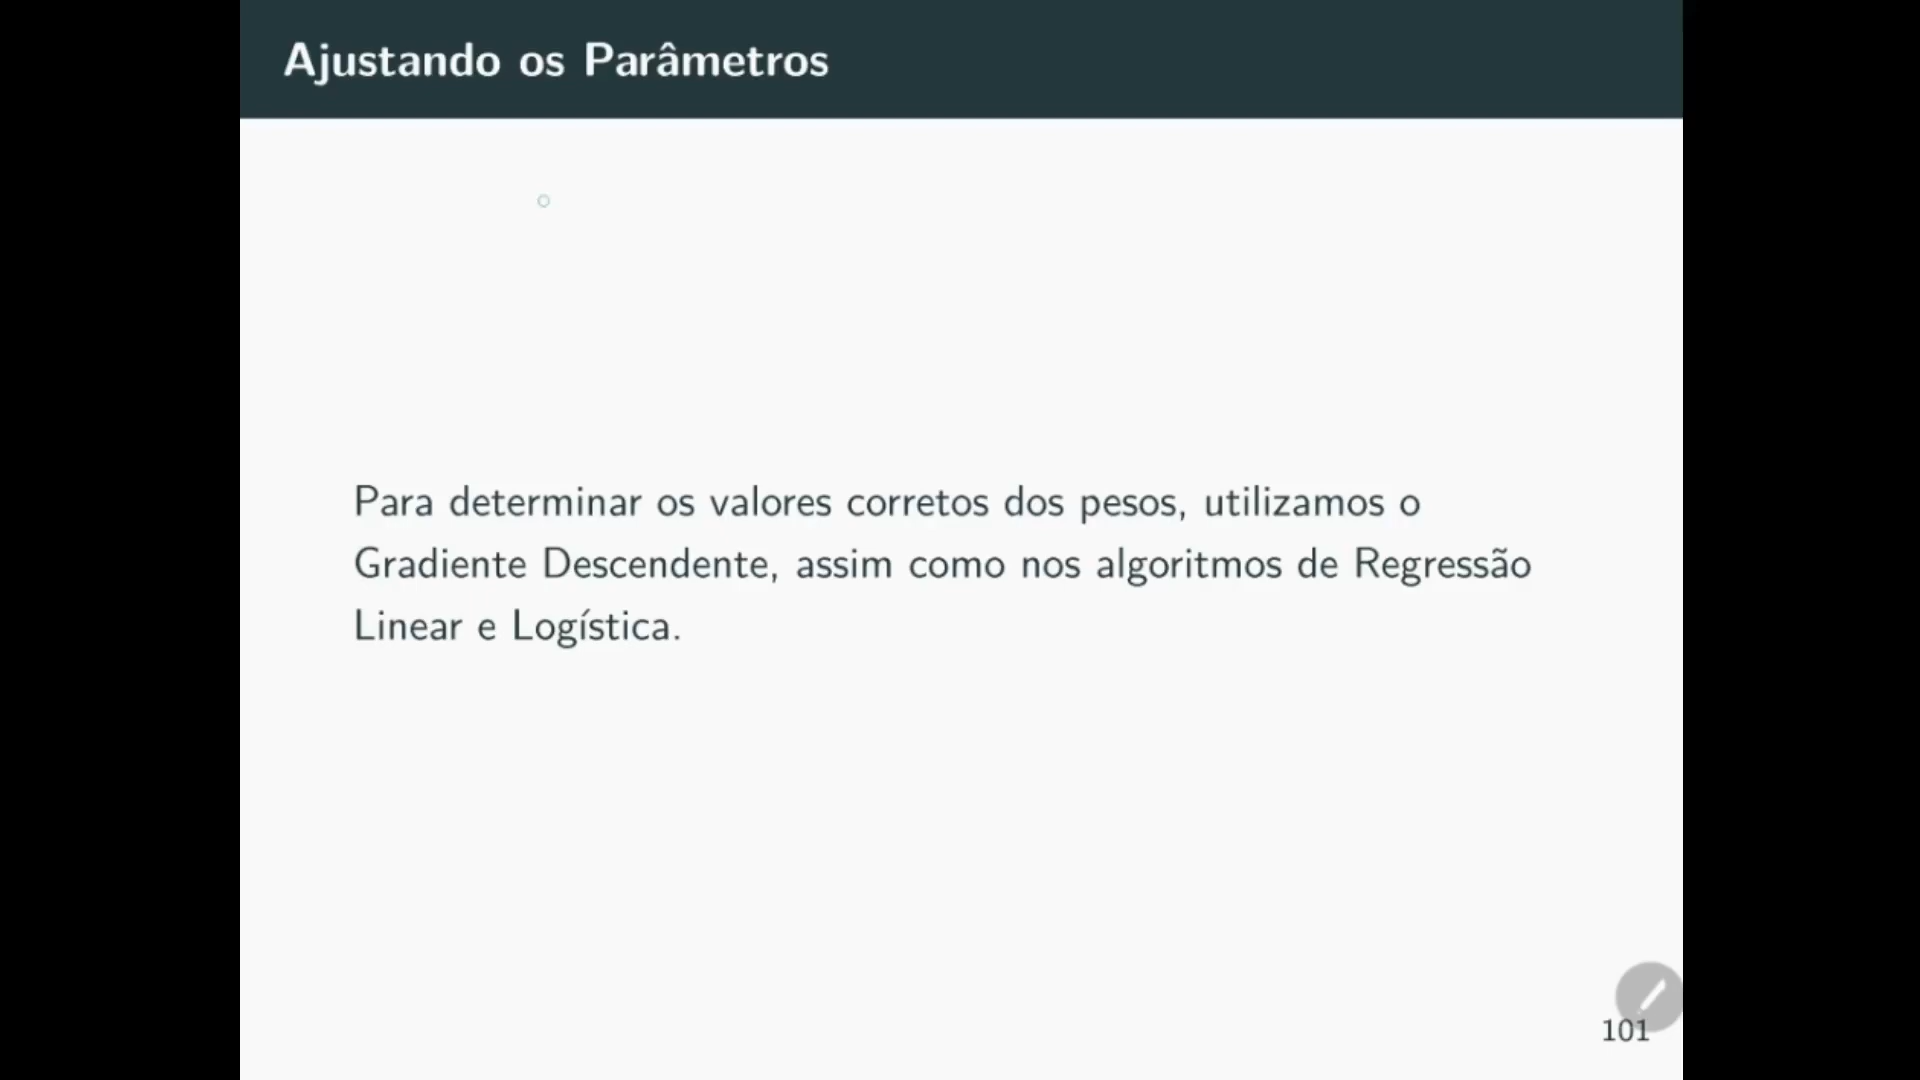 Ajustando os Parâmetros
Para determinar os valores corretos dos pesos, utilizamos o
Gradiente Descendente, assim como nos algoritmos de Regressão
Linear e Logística.
101